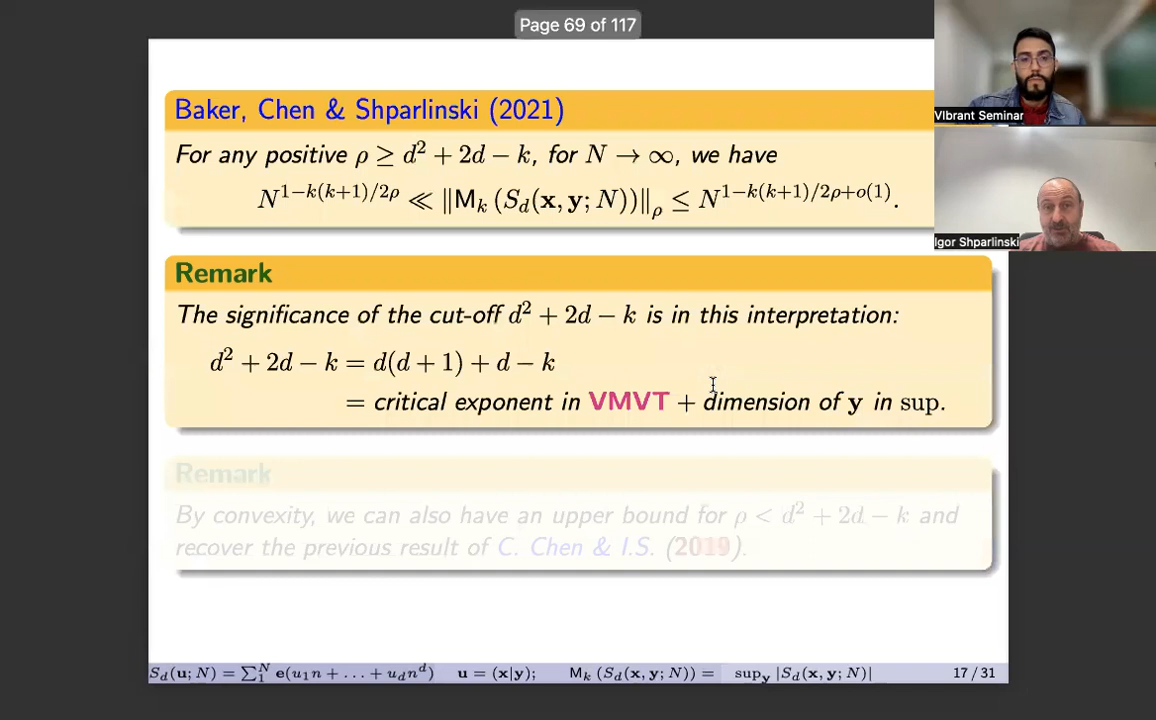 Page 69 of 117
Baker, Chen & Shparlinski (2021)
For any positive ρ ≥ d² + 2d − k, for N → ∞, we have
N^{1−k(k+1)/2ρ} ≪ ‖M_k (S_d(x, y; N))‖_ρ ≤ N^{1−k(k+1)/2ρ+o(1)}.
Remark
The significance of the cut-off d² + 2d − k is in this interpretation:
d² + 2d − k = d(d + 1) + d − k
= critical exponent in VMVT + dimension of y in sup.
Remark
By convexity, we can also have an upper bound for ρ < d² + 2d − k and
recover the previous result of C. Chen & I.S. (2019).
S_d(u; N) = ∑_1^N e(u_1n + . . . + u_dn^d) u = (x|y); M_k (S_d(x, y; N)) = sup_y |S_d(x, y; N)| 17 / 31
VIbrant Seminar
Igor Shparlinski